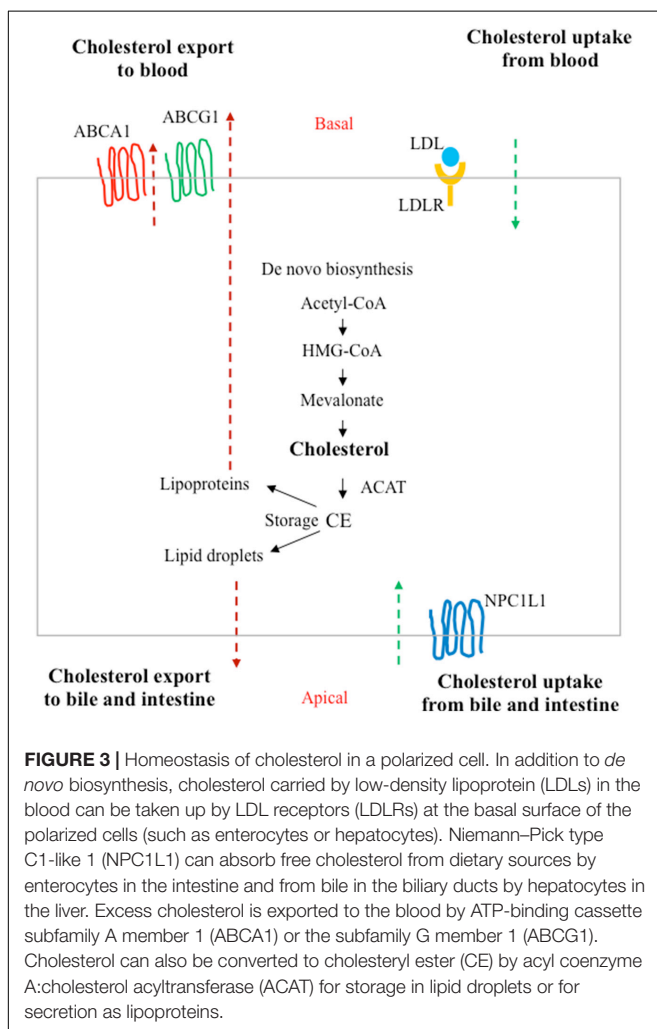 Cholesterol export
to blood
Cholesterol uptake
from blood
ABCA1
ABCG1
Basal
LDL
LDLR
De novo biosynthesis
Acetyl-CoA
HMG-CoA
Mevalonate
Cholesterol
Lipoproteins
ACAT
Storage CE
Lipid droplets
NPC1L1
Cholesterol export
to bile and intestine
Apical
Cholesterol uptake
from bile and intestine
FIGURE 3 | Homeostasis of cholesterol in a polarized cell. In addition to de
novo biosynthesis, cholesterol carried by low-density lipoprotein (LDLs) in the
blood can be taken up by LDL receptors (LDLRs) at the basal surface of the
polarized cells (such as enterocytes or hepatocytes). Niemann–Pick type
C1-like 1 (NPC1L1) can absorb free cholesterol from dietary sources by
enterocytes in the intestine and from bile in the biliary ducts by hepatocytes in
the liver. Excess cholesterol is exported to the blood by ATP-binding cassette
subfamily A member 1 (ABCA1) or the subfamily G member 1 (ABCG1).
Cholesterol can also be converted to cholesteryl ester (CE) by acyl coenzyme
A:cholesterol acyltransferase (ACAT) for storage in lipid droplets or for
secretion as lipoproteins.